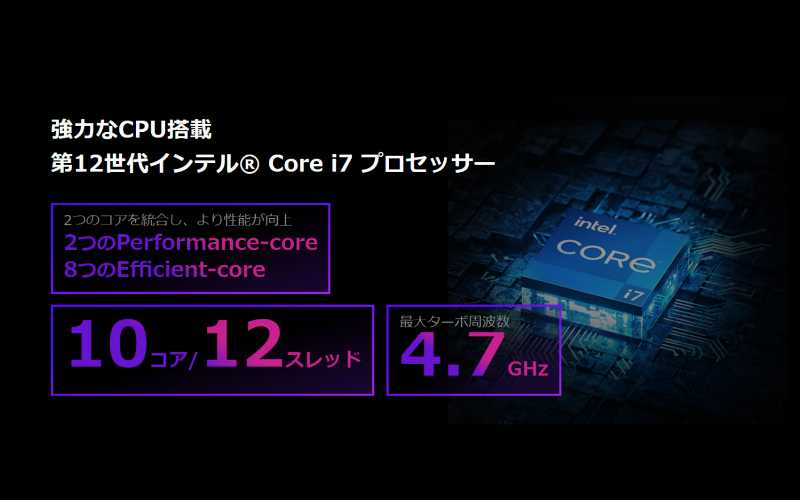 強力なCPU搭載
第12世代インテル® Core i7 プロセッサー
2つのコアを統合し、より性能が向上
2つのPerformance-core
8つのEfficient-core
10コア/12スレッド
最大ターボ周波数
4.7GHz
intel.
CORE
i7